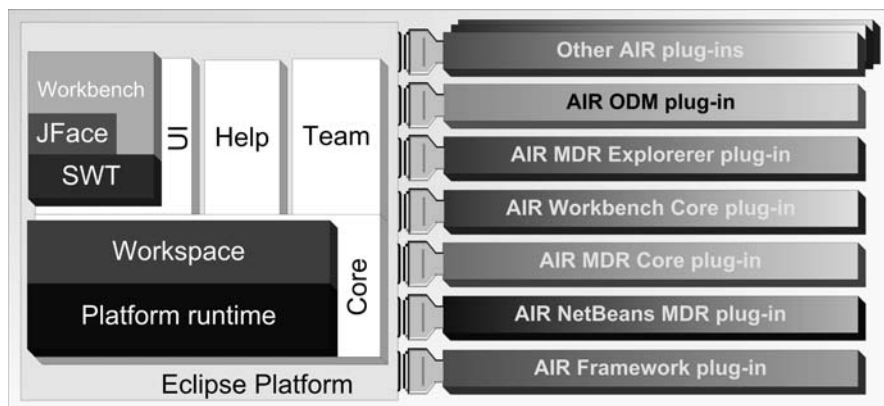 Workbench
JFace
SWT
UI
Help
Team
Workspace
Platform runtime
Core
Eclipse Platform
Other AIR plug-ins
AIR ODM plug-in
AIR MDR Explorerer plug-in
AIR Workbench Core plug-in
AIR MDR Core plug-in
AIR NetBeans MDR plug-in
AIR Framework plug-in